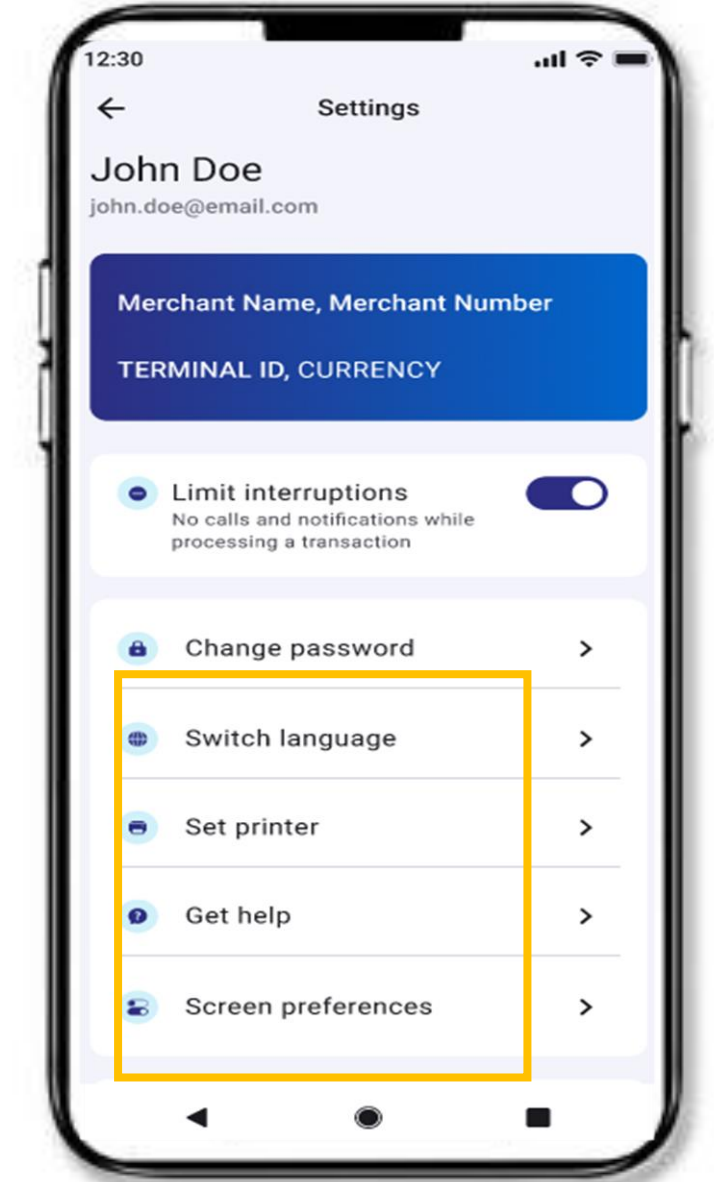 12:30
Settings
John Doe
john.doe@email.com
Merchant Name, Merchant Number
TERMINAL ID, CURRENCY
Limit interruptions
No calls and notifications while
processing a transaction
Change password
Switch language
Set printer
Get help
Screen preferences